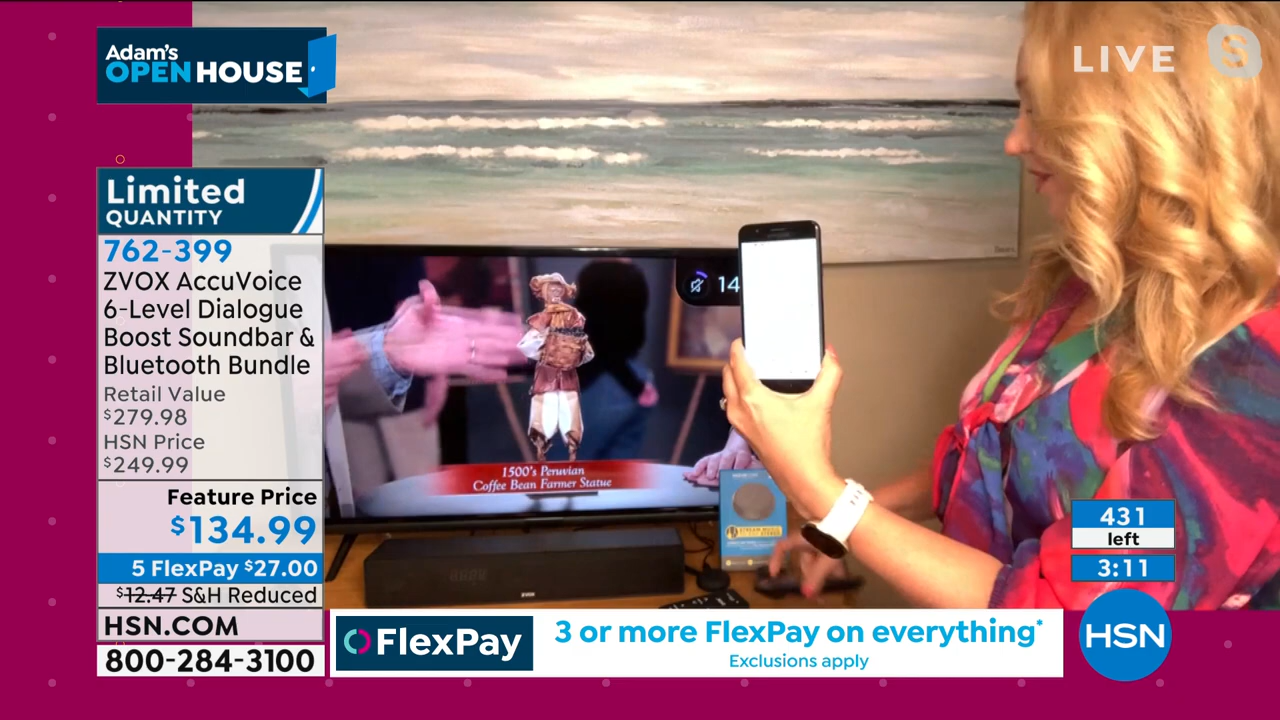 Adam's
OPEN HOUSE
LIVE
S
Limited
QUANTITY
762-399
ZVOX AccuVoice
6-Level Dialogue
Boost Soundbar &
Bluetooth Bundle
Retail Value
$279.98
HSN Price
$249.99
Feature Price
$134.99
5 FlexPay $27.00
$12.47 S&H Reduced
HSN.COM
800-284-3100
14
1500's Peruvian
Coffee Bean Farmer Statue
ZVOX
431
left
3:11
FlexPay
3 or more FlexPay on everything*
Exclusions apply
HSN